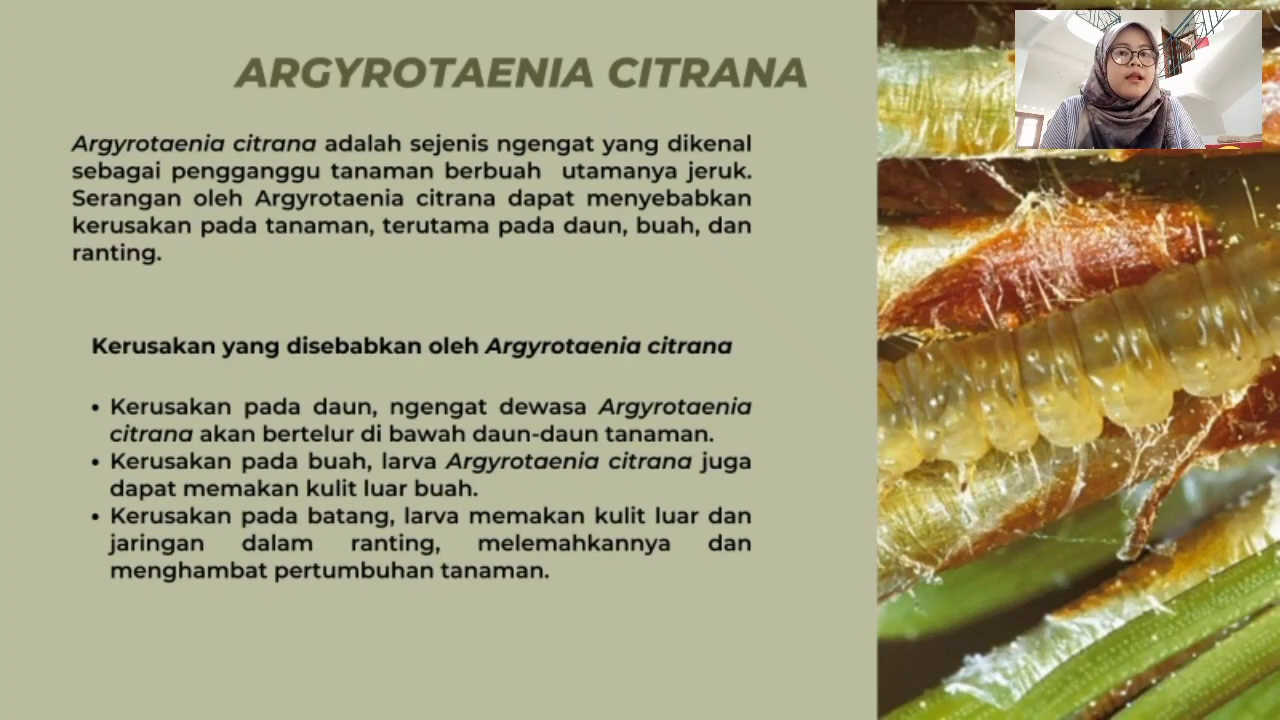 ARGYROTAENIA CITRANA
Argyrotaenia citrana adalah sejenis ngengat yang dikenal
sebagai pengganggu tanaman berbuah utamanya jeruk.
Serangan oleh Argyrotaenia citrana dapat menyebabkan
kerusakan pada tanaman, terutama pada daun, buah, dan
ranting.
Kerusakan yang disebabkan oleh Argyrotaenia citrana
• Kerusakan pada daun, ngengat dewasa Argyrotaenia
citrana akan bertelur di bawah daun-daun tanaman.
• Kerusakan pada buah, larva Argyrotaenia citrana juga
dapat memakan kulit luar buah.
• Kerusakan pada batang, larva memakan kulit luar dan
jaringan dalam ranting, melemahkannya dan
menghambat pertumbuhan tanaman.